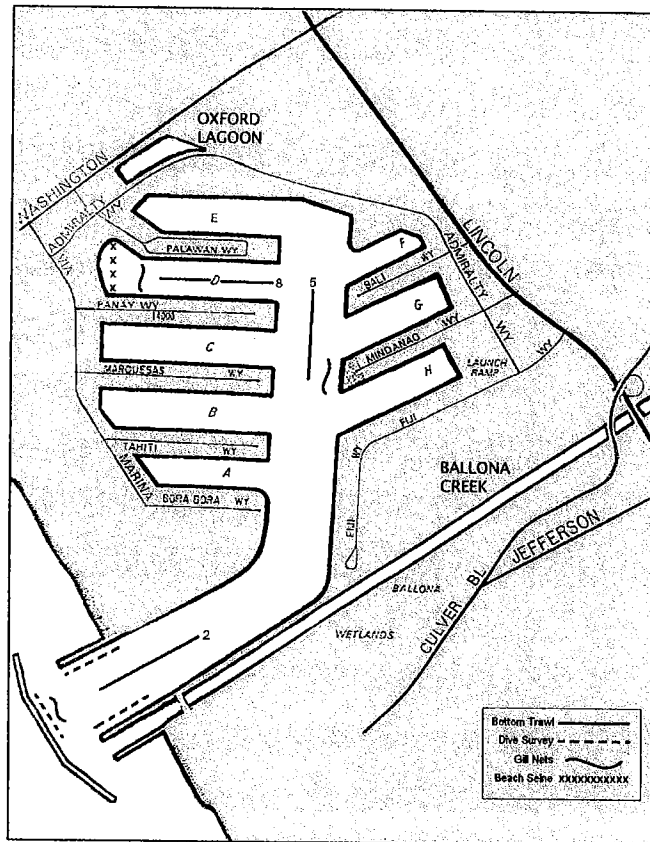 OXFORD
LAGOON
WASHINGTON
ADMIRALTY
WY
WY
E
PALAWAN WY
F
LINCOLN
ADMIRALTY
WY
BALI
WY
X
X
X
X
D
8
5
G
PANAY WY
MINDANAO
WY
WY
C
H
LAUNCH
RAMP
MARQUESAS
WY
B
FIJI
WY
TAHITI
WY
MARINA
A
BORA BORA
WY
FIJI
BALLONA
CREEK
BALLONA
WETLANDS
CULVER BL
JEFFERSON
2
Bottom Trawl
Dive Survey
Gill Nets
Beach Seine XXXXXXXXXXX